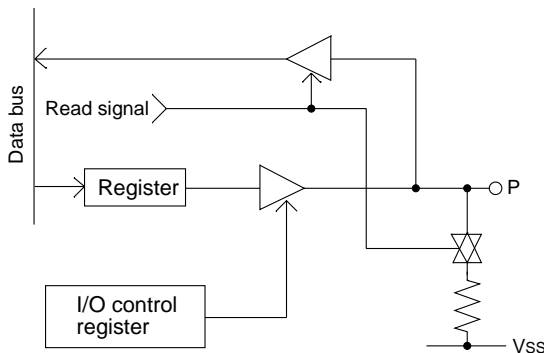 Data bus
Read signal
Register
P
I/O control
register
Vss